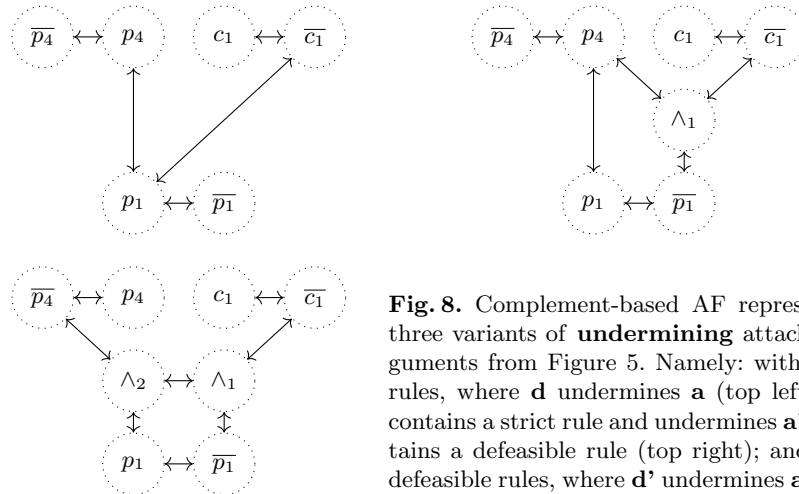 p̅₄ p₄ c₁ c̅₁
p₁ p̅₁
p̅₄ p₄ c₁ c̅₁
∧₁
p₁ p̅₁
p̅₄ p₄ c₁ c̅₁
∧₂ ∧₁
p₁ p̅₁
Fig. 8. Complement-based AF repres
three variants of undermining attack
guments from Figure 5. Namely: with
rules, where d undermines a (top left
contains a strict rule and undermines a'
tains a defeasible rule (top right); and
defeasible rules, where d' undermines a